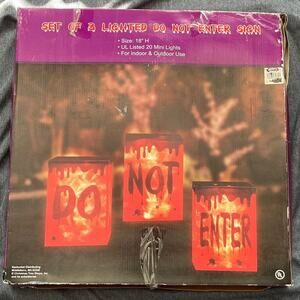 SET OF 3 LIGHTED DO NOT ENTER SIGN
• Size: 18" H
• UL Listed 20 Mini Lights
• For Indoor & Outdoor Use
DO
NOT
ENTER
UL